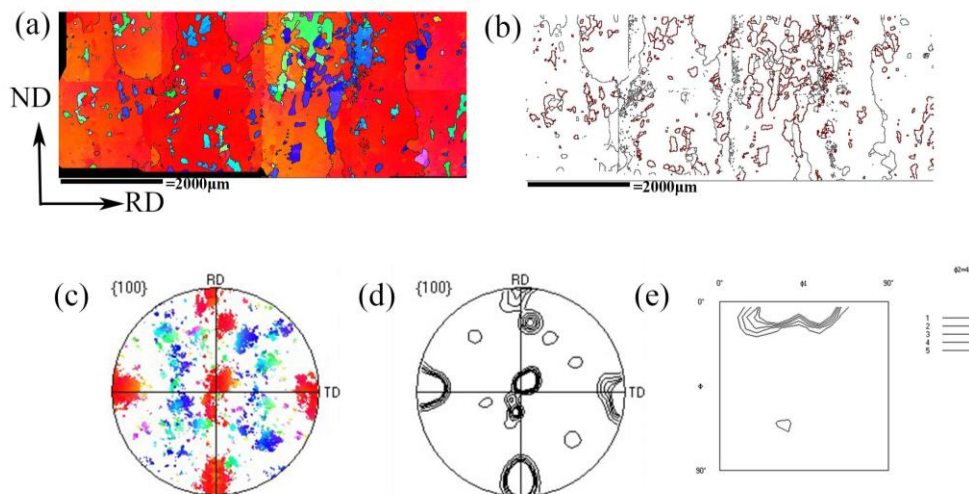 (a)
ND
RD
=2000μm
(b)
=2000μm
(c)
{100}
RD
TD
(d)
{100}
RD
TD
(e)
0°
ϕ1
90°
0°
Φ
90°
1
2
3
4
5